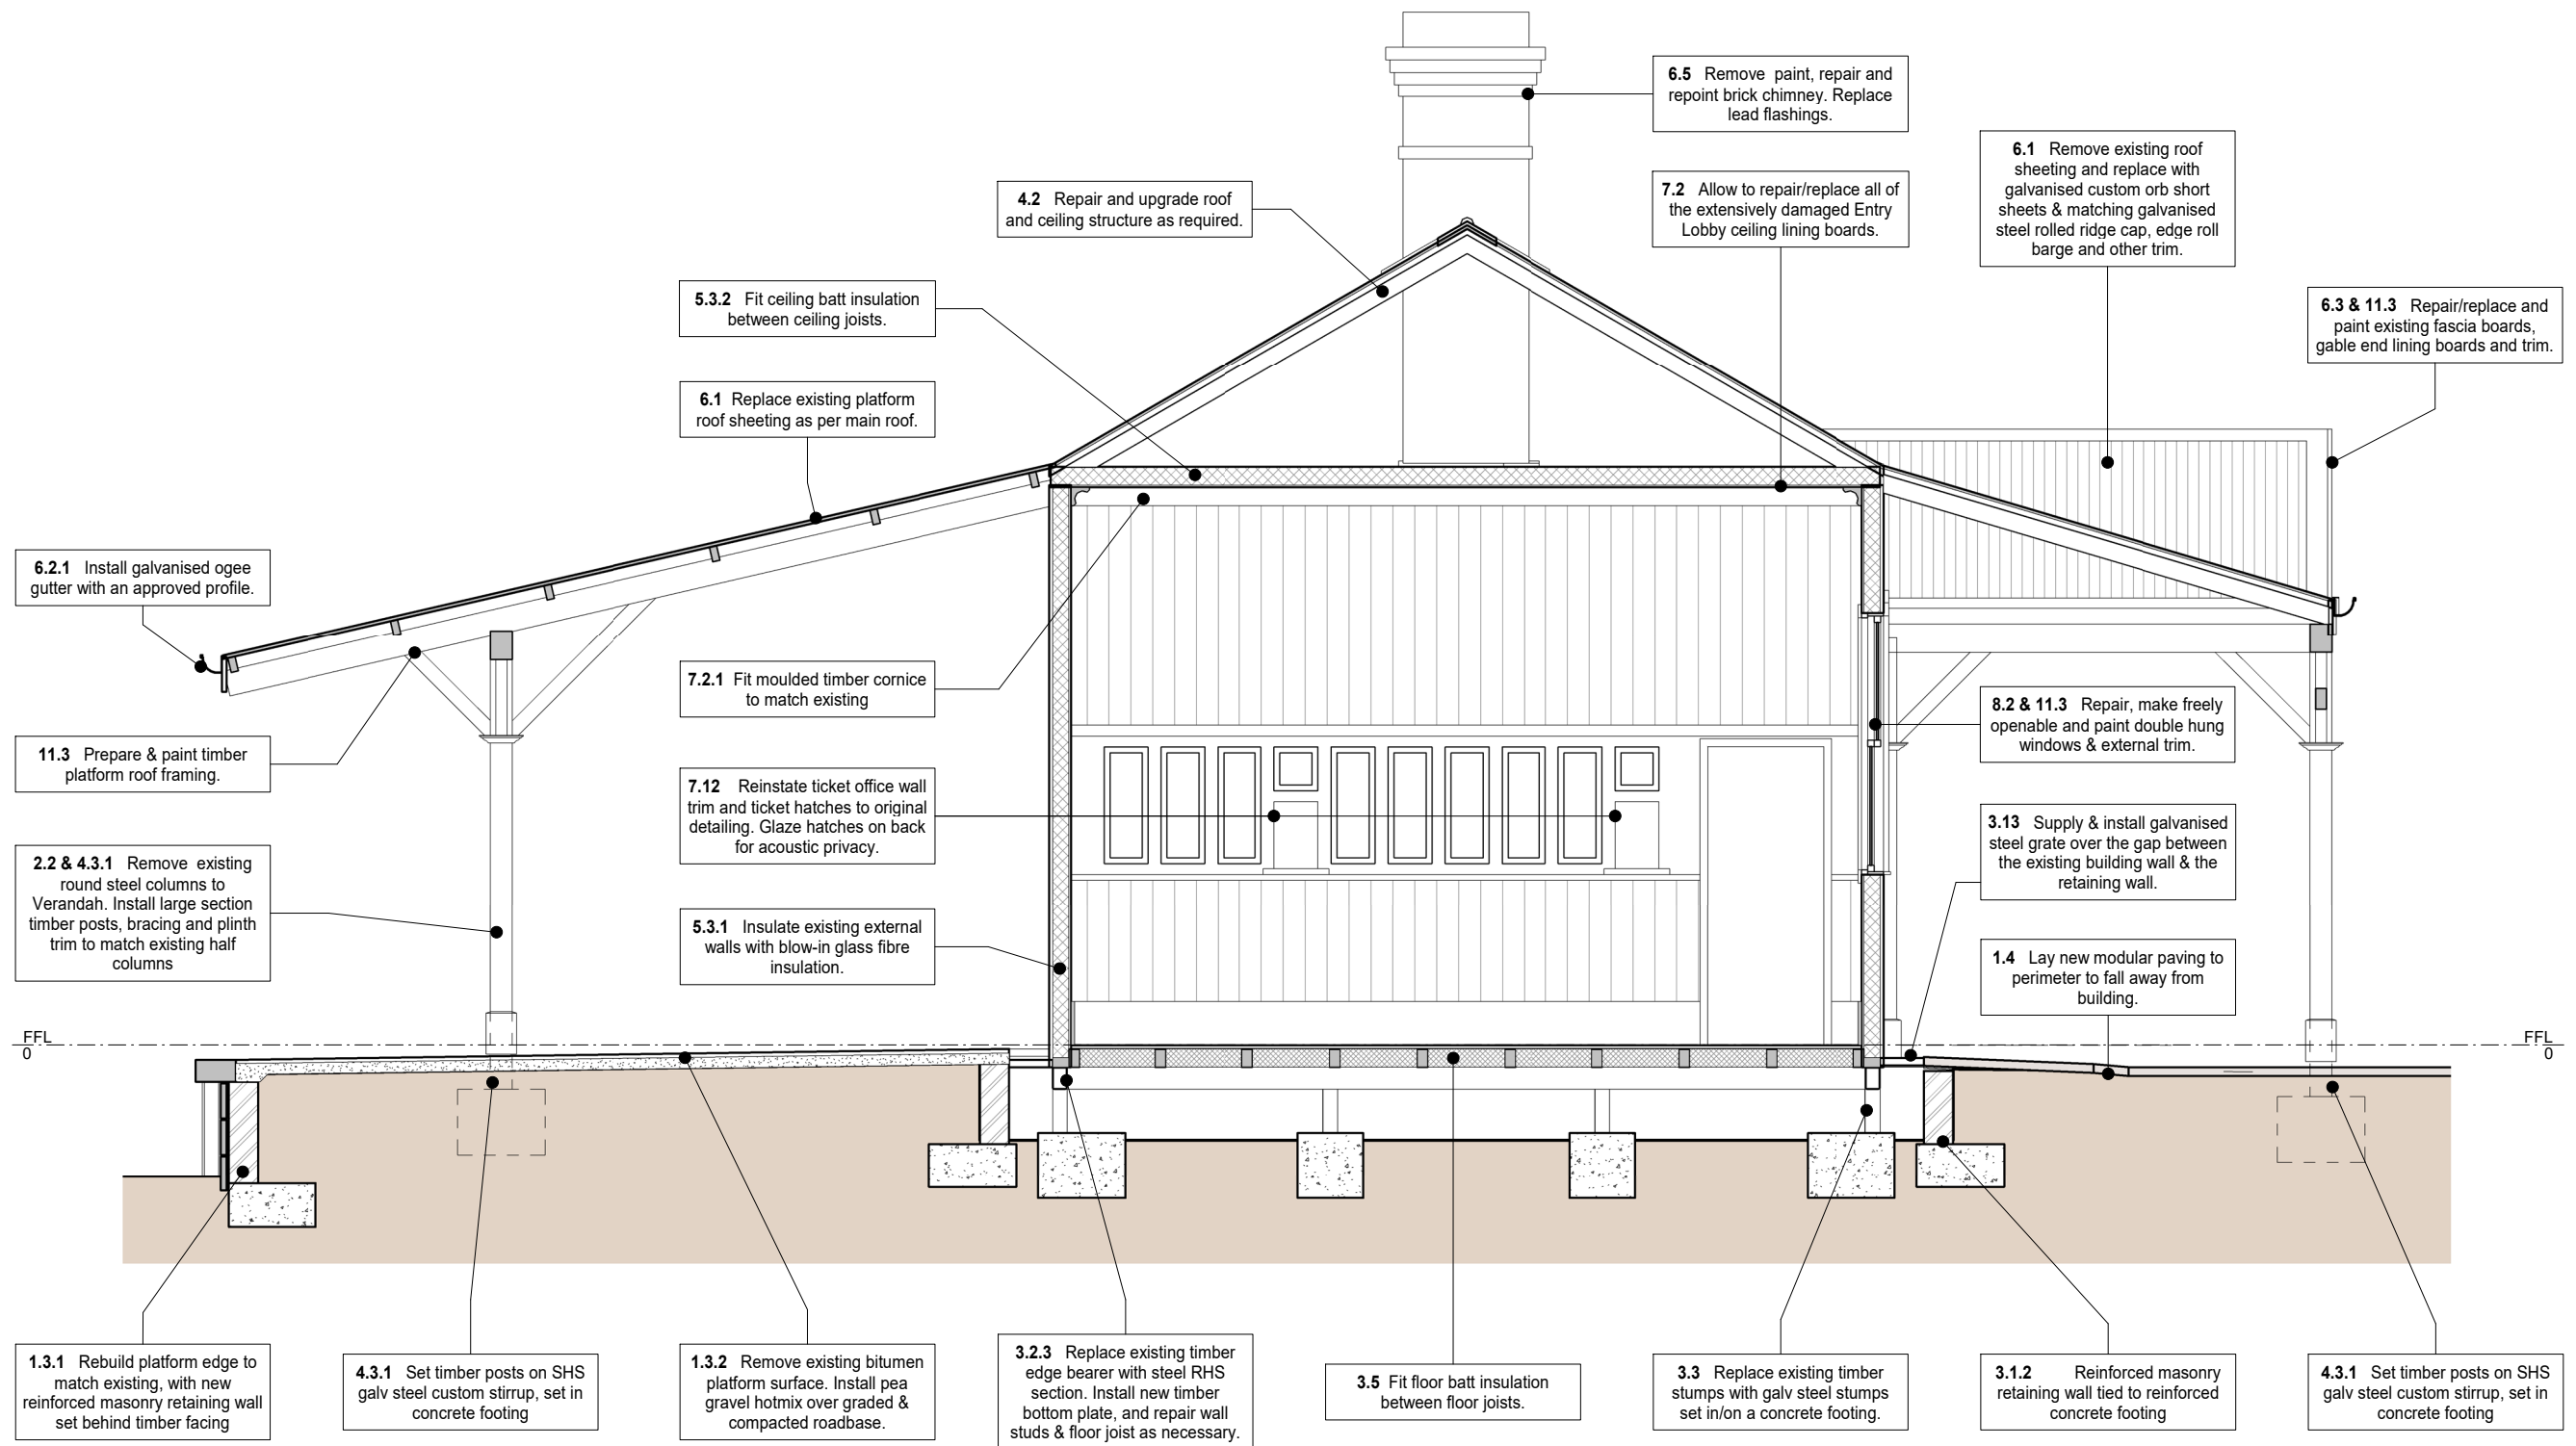 6.5 Remove paint, repair and
repoint brick chimney. Replace
lead flashings.
6.1 Remove existing roof
sheeting and replace with
galvanised custom orb short
sheets & matching galvanised
steel rolled ridge cap, edge roll
barge and other trim.
4.2 Repair and upgrade roof
and ceiling structure as required.
7.2 Allow to repair/replace all of
the extensively damaged Entry
Lobby ceiling lining boards.
5.3.2 Fit ceiling batt insulation
between ceiling joists.
6.3 & 11.3 Repair/replace and
paint existing fascia boards,
gable end lining boards and trim.
6.1 Replace existing platform
roof sheeting as per main roof.
6.2.1 Install galvanised ogee
gutter with an approved profile.
7.2.1 Fit moulded timber cornice
to match existing
8.2 & 11.3 Repair, make freely
openable and paint double hung
windows & external trim.
11.3 Prepare & paint timber
platform roof framing.
7.12 Reinstate ticket office wall
trim and ticket hatches to original
detailing. Glaze hatches on back
for acoustic privacy.
3.13 Supply & install galvanised
steel grate over the gap between
the existing building wall & the
retaining wall.
2.2 & 4.3.1 Remove existing
round steel columns to
Verandah. Install large section
timber posts, bracing and plinth
trim to match existing half
columns
5.3.1 Insulate existing external
walls with blow-in glass fibre
insulation.
1.4 Lay new modular paving to
perimeter to fall away from
building.
FFL
0
FFL
0
1.3.1 Rebuild platform edge to
match existing, with new
reinforced masonry retaining wall
set behind timber facing
4.3.1 Set timber posts on SHS
galv steel custom stirrup, set in
concrete footing
1.3.2 Remove existing bitumen
platform surface. Install pea
gravel hotmix over graded &
compacted roadbase.
3.2.3 Replace existing timber
edge bearer with steel RHS
section. Install new timber
bottom plate, and repair wall
studs & floor joist as necessary.
3.5 Fit floor batt insulation
between floor joists.
3.3 Replace existing timber
stumps with galv steel stumps
set in/on a concrete footing.
3.1.2 Reinforced masonry
retaining wall tied to reinforced
concrete footing
4.3.1 Set timber posts on SHS
galv steel custom stirrup, set in
concrete footing